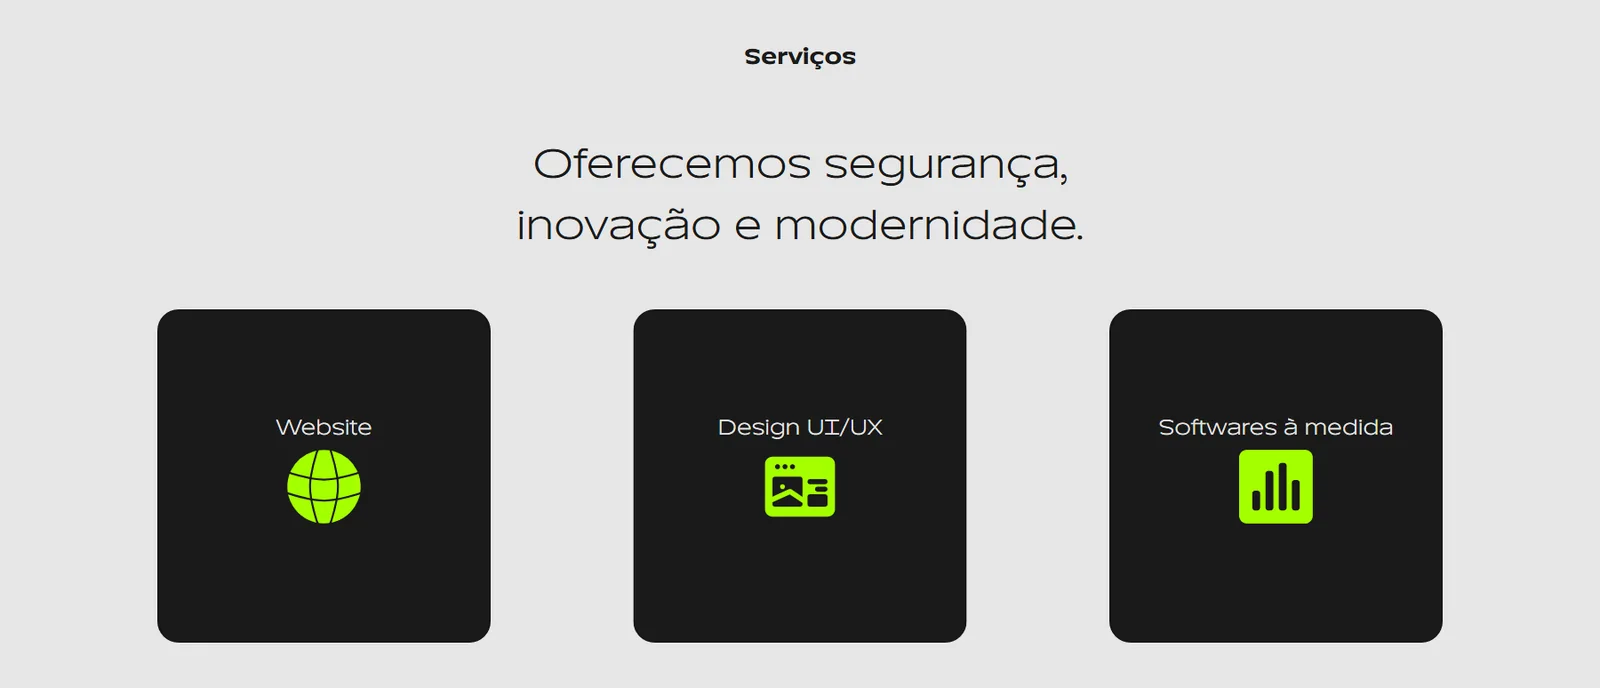 Serviços
Oferecemos segurança,
inovação e modernidade.
Website
Design UI/UX
Softwares à medida